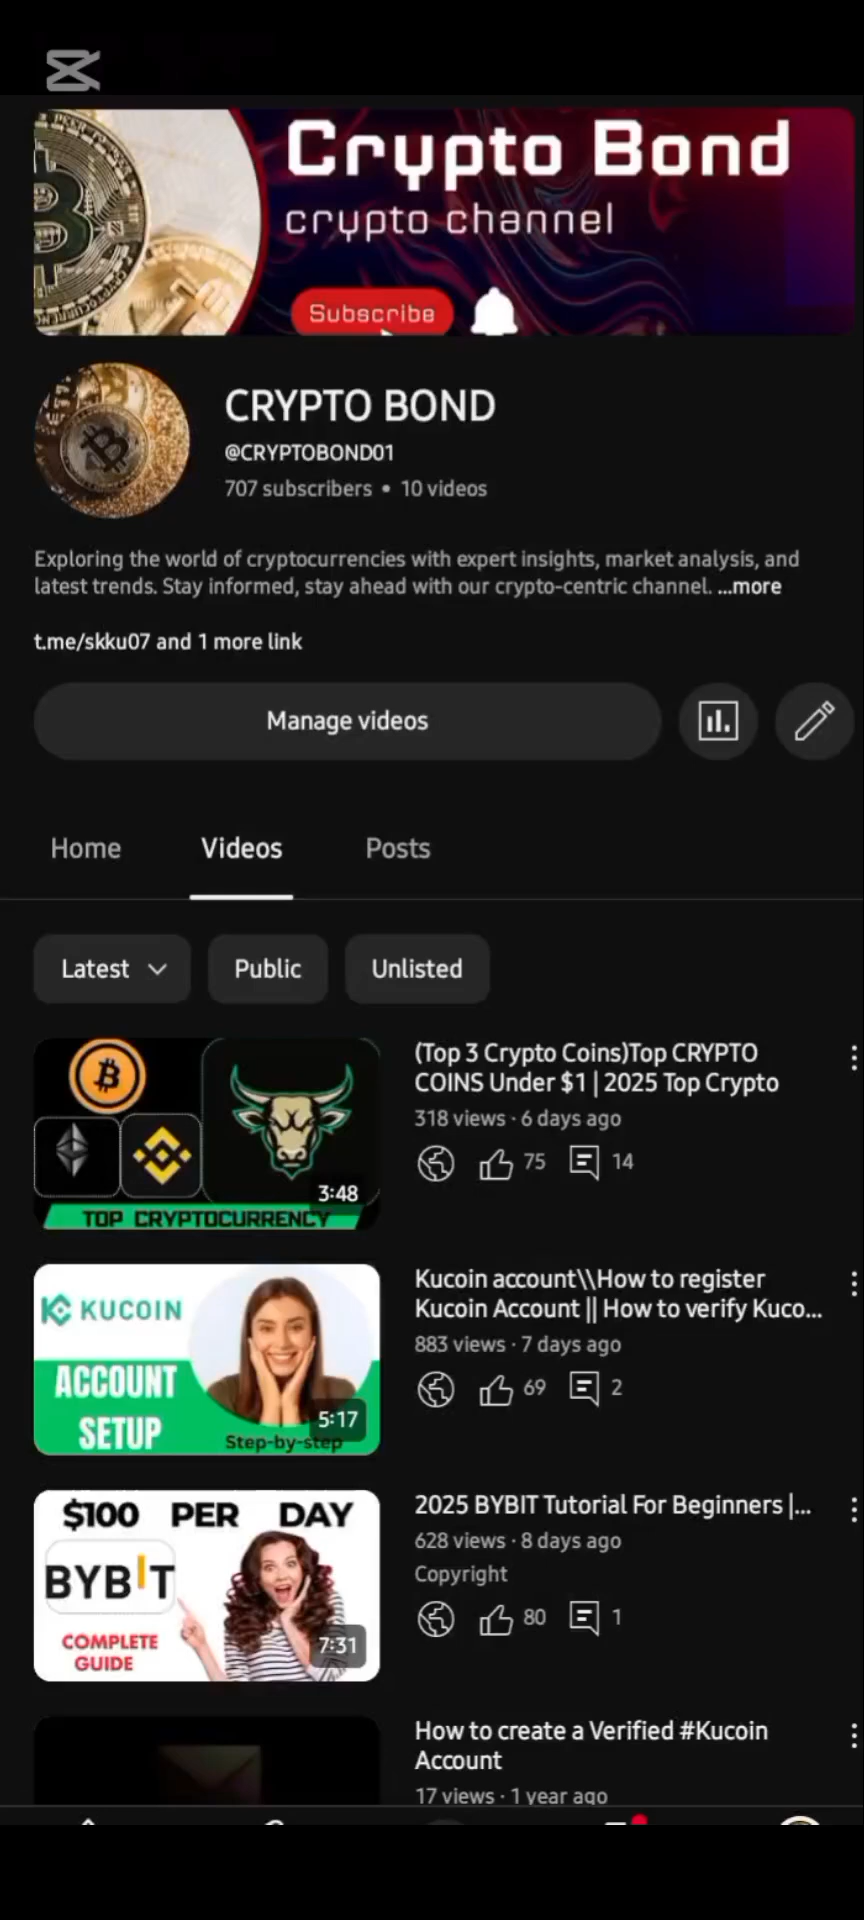 Crypto Bond
crypto channel
Subscribe
CRYPTO BOND
@CRYPTOBOND01
707 subscribers • 10 videos
Exploring the world of cryptocurrencies with expert insights, market analysis, and
latest trends. Stay informed, stay ahead with our crypto-centric channel. ...more
t.me/skku07 and 1 more link
Manage videos
Home
Videos
Posts
Latest
Public
Unlisted
3:48
TOP CRYPTOCURRENCY
(Top 3 Crypto Coins)Top CRYPTO
COINS Under $1 | 2025 Top Crypto
318 views · 6 days ago
75
14
KUCOIN
ACCOUNT
SETUP
Step-by-step
5:17
Kucoin account\\How to register
Kucoin Account || How to verify Kuco...
883 views · 7 days ago
69
2
$100 PER DAY
BYBIT
COMPLETE
GUIDE
7:31
2025 BYBIT Tutorial For Beginners |...
628 views · 8 days ago
Copyright
80
1
How to create a Verified #Kucoin
Account
17 views · 1 year ago